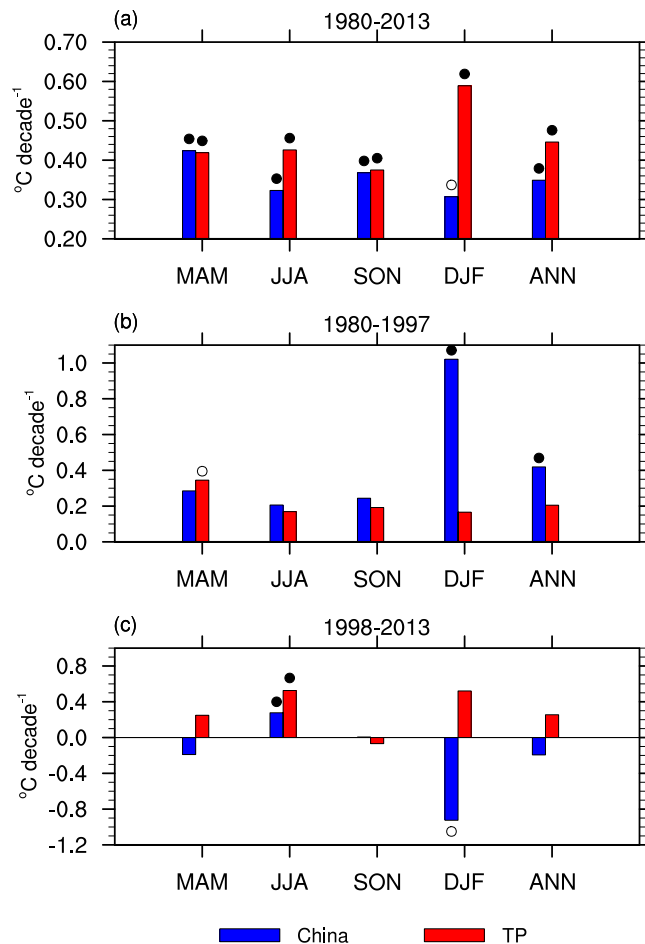 (a) 1980-2013
0.70
0.60
0.50
0.40
0.30
0.20
°C decade⁻¹
MAM JJA SON DJF ANN
(b) 1980-1997
1.0
0.8
0.6
0.4
0.2
0.0
°C decade⁻¹
MAM JJA SON DJF ANN
(c) 1998-2013
0.8
0.4
0.0
-0.4
-0.8
-1.2
°C decade⁻¹
MAM JJA SON DJF ANN
China TP